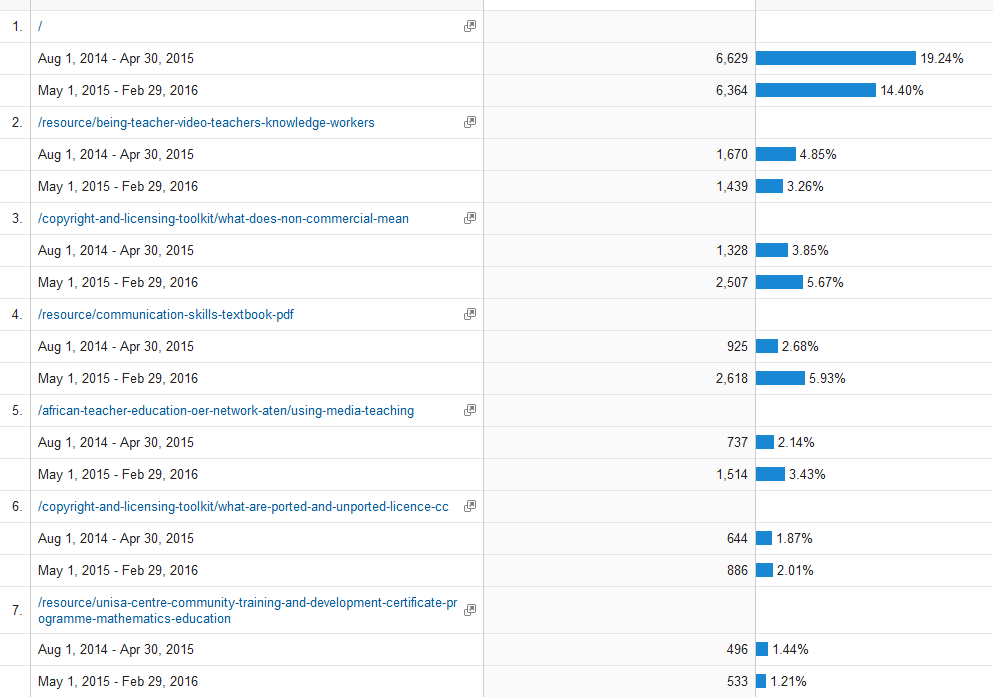 1. /
Aug 1, 2014 - Apr 30, 2015 6,629 19.24%
May 1, 2015 - Feb 29, 2016 6,364 14.40%
2. /resource/being-teacher-video-teachers-knowledge-workers
Aug 1, 2014 - Apr 30, 2015 1,670 4.85%
May 1, 2015 - Feb 29, 2016 1,439 3.26%
3. /copyright-and-licensing-toolkit/what-does-non-commercial-mean
Aug 1, 2014 - Apr 30, 2015 1,328 3.85%
May 1, 2015 - Feb 29, 2016 2,507 5.67%
4. /resource/communication-skills-textbook-pdf
Aug 1, 2014 - Apr 30, 2015 925 2.68%
May 1, 2015 - Feb 29, 2016 2,618 5.93%
5. /african-teacher-education-oer-network-aten/using-media-teaching
Aug 1, 2014 - Apr 30, 2015 737 2.14%
May 1, 2015 - Feb 29, 2016 1,514 3.43%
6. /copyright-and-licensing-toolkit/what-are-ported-and-unported-licence-cc
Aug 1, 2014 - Apr 30, 2015 644 1.87%
May 1, 2015 - Feb 29, 2016 886 2.01%
7. /resource/unisa-centre-community-training-and-development-certificate-pr
ogramme-mathematics-education
Aug 1, 2014 - Apr 30, 2015 496 1.44%
May 1, 2015 - Feb 29, 2016 533 1.21%